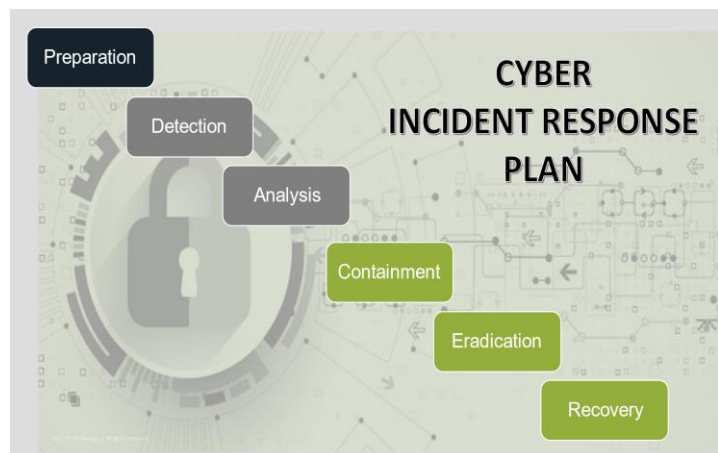 Preparation
CYBER
INCIDENT RESPONSE
PLAN
Detection
Analysis
Containment
Eradication
Recovery